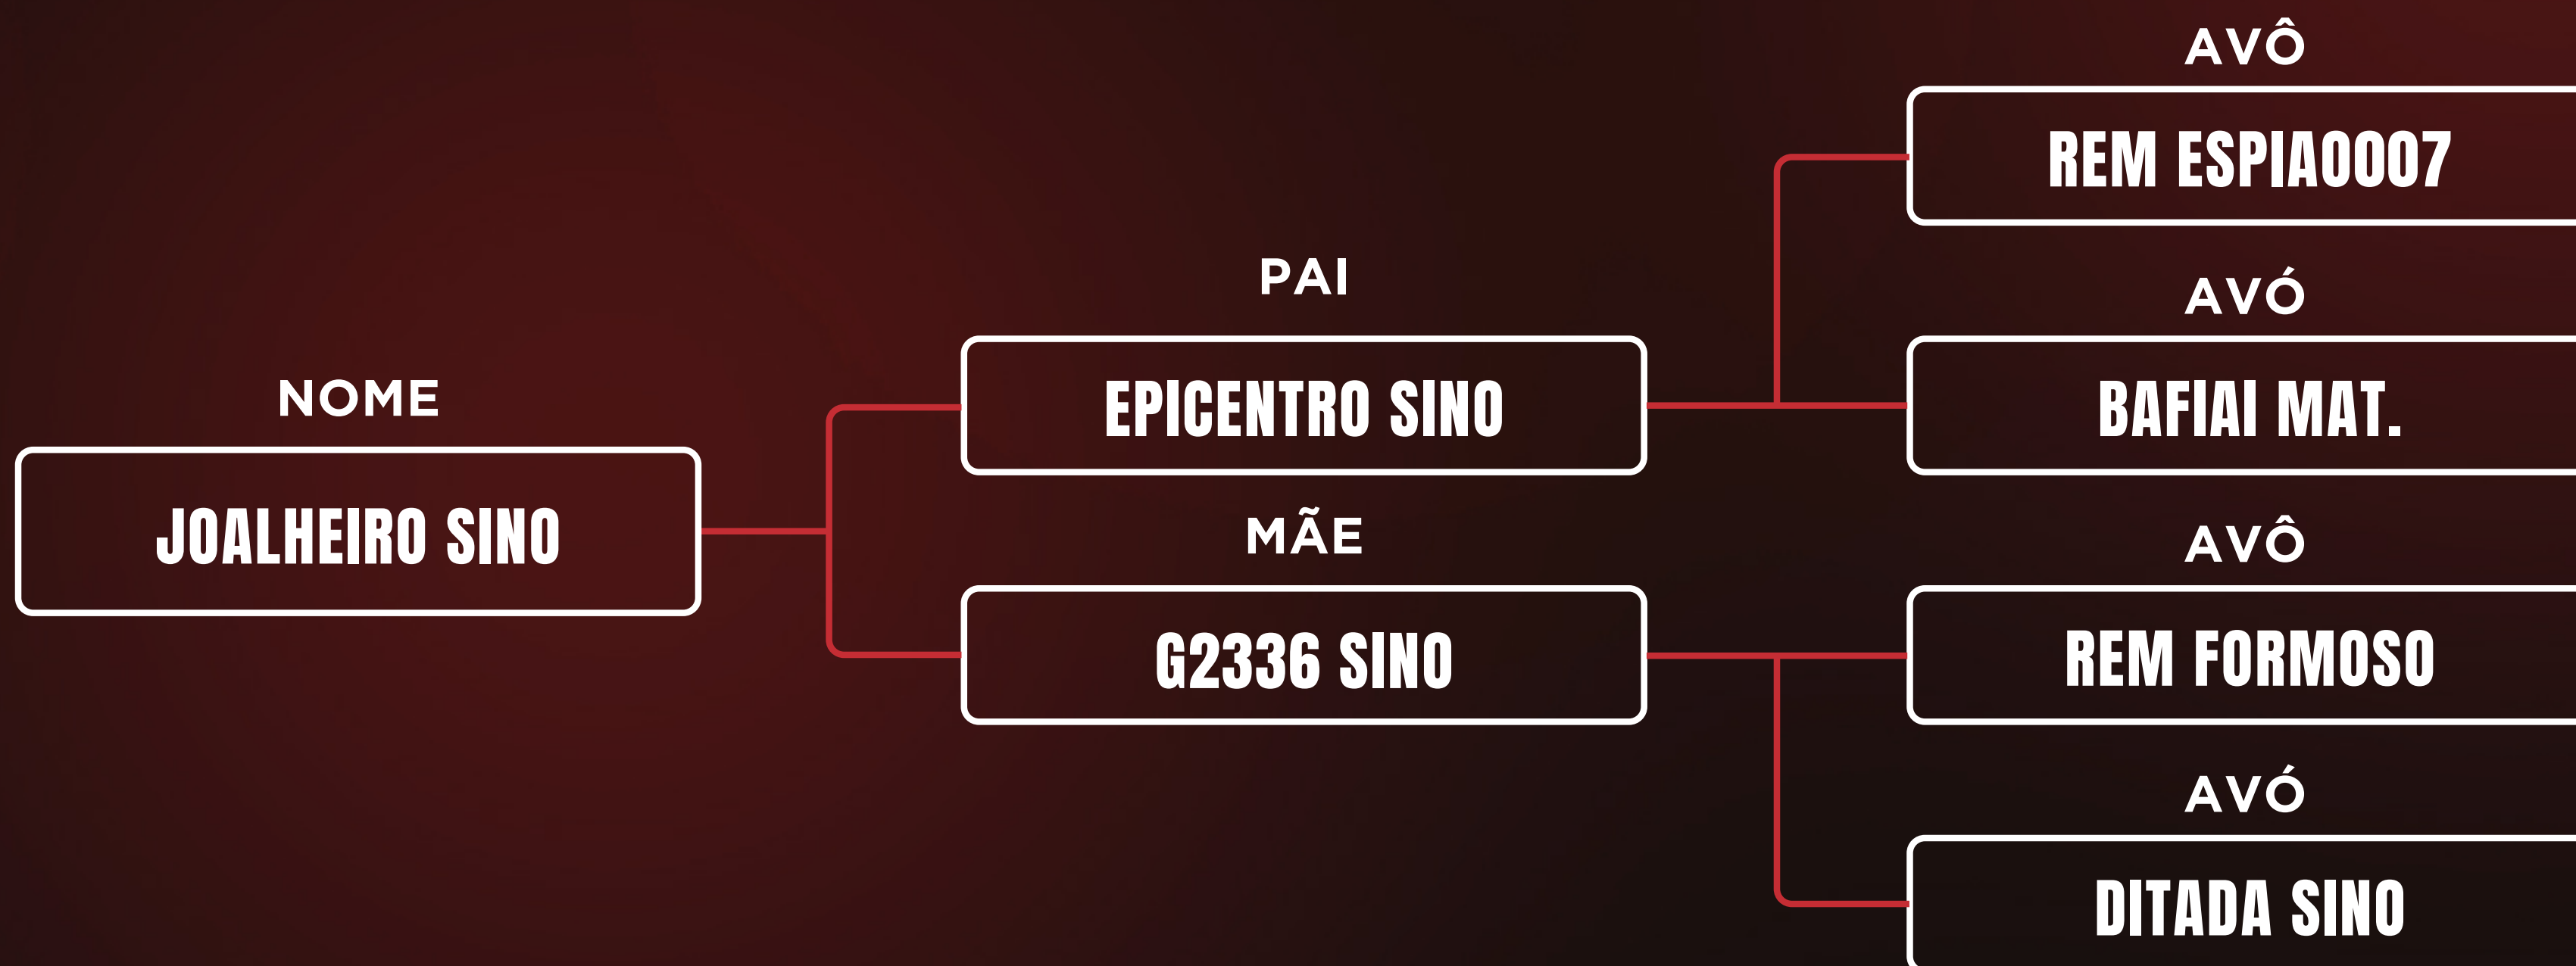 NOME
JOALHEIRO SINO
PAI
EPICENTRO SINO
MÃE
G2336 SINO
AVÔ
REM ESPIA0007
AVÓ
BAFIAI MAT.
AVÔ
REM FORMOSO
AVÓ
DITADA SINO